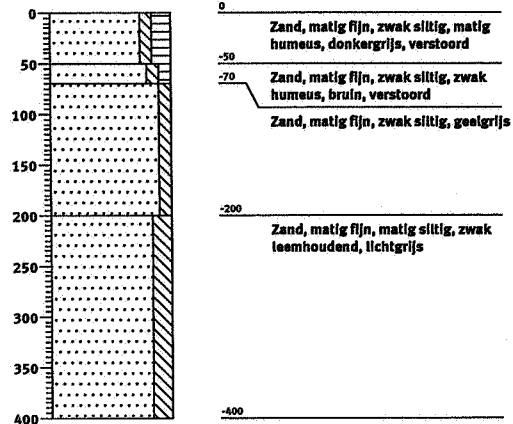 0
50
100
150
200
250
300
350
400
0
Zand, matig fijn, zwak siltig, matig
humeus, donkergrijs, verstoord
-50
-70
Zand, matig fijn, zwak siltig, zwak
humeus, bruin, verstoord
Zand, matig fijn, zwak siltig, geelgrijs
-200
Zand, matig fijn, matig siltig, zwak
leemhoudend, lichtgrijs
-400